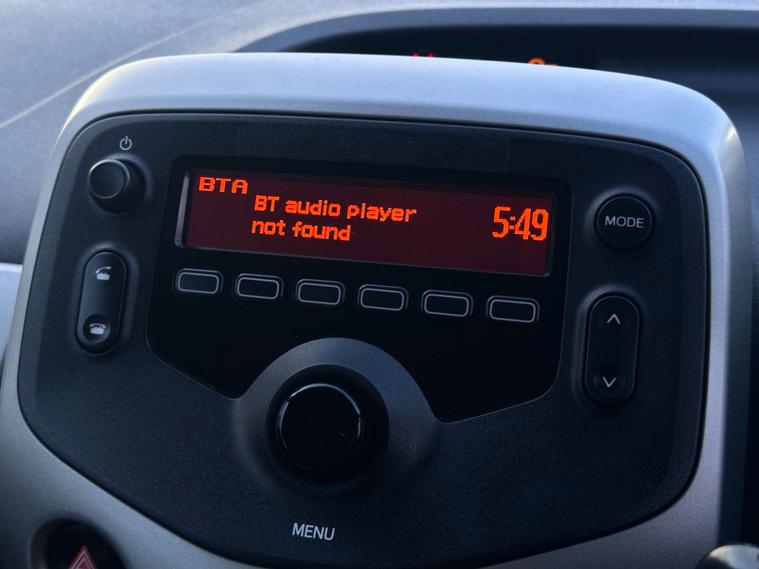 BTA
BT audio player
not found
5:49
MODE
MENU